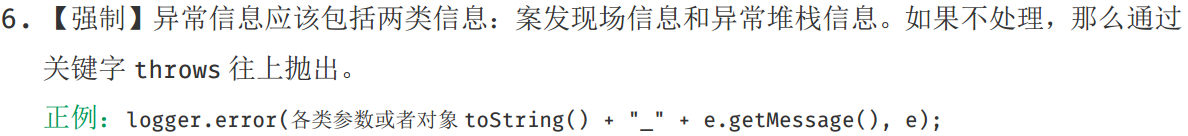 6. 【强制】异常信息应该包括两类信息：案发现场信息和异常堆栈信息。如果不处理，那么通过
关键字 throws 往上抛出。
正例：logger.error(各类参数或者对象 toString() + "_" + e.getMessage(), e);